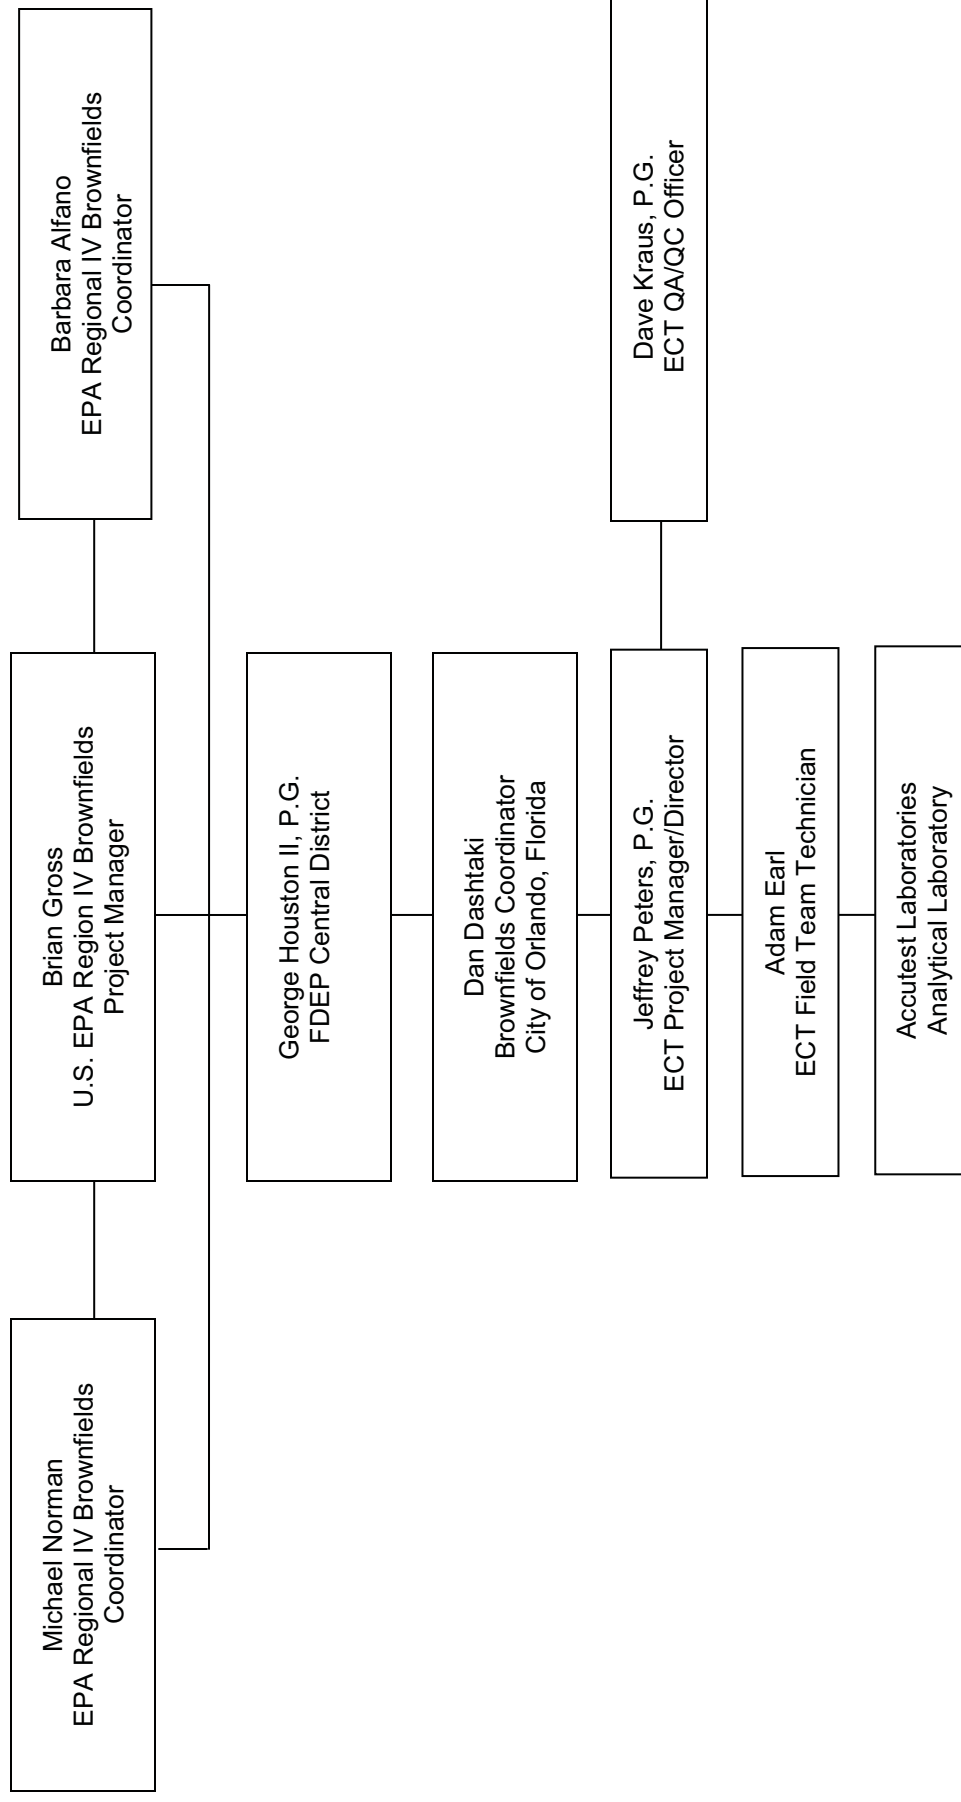 Michael Norman
EPA Regional IV Brownfields
Coordinator
Brian Gross
U.S. EPA Region IV Brownfields
Project Manager
Barbara Alfano
EPA Regional IV Brownfields
Coordinator
George Houston II, P.G.
FDEP Central District
Dan Dashtaki
Brownfields Coordinator
City of Orlando, Florida
Jeffrey Peters, P.G.
ECT Project Manager/Director
Dave Kraus, P.G.
ECT QA/QC Officer
Adam Earl
ECT Field Team Technician
Accutest Laboratories
Analytical Laboratory